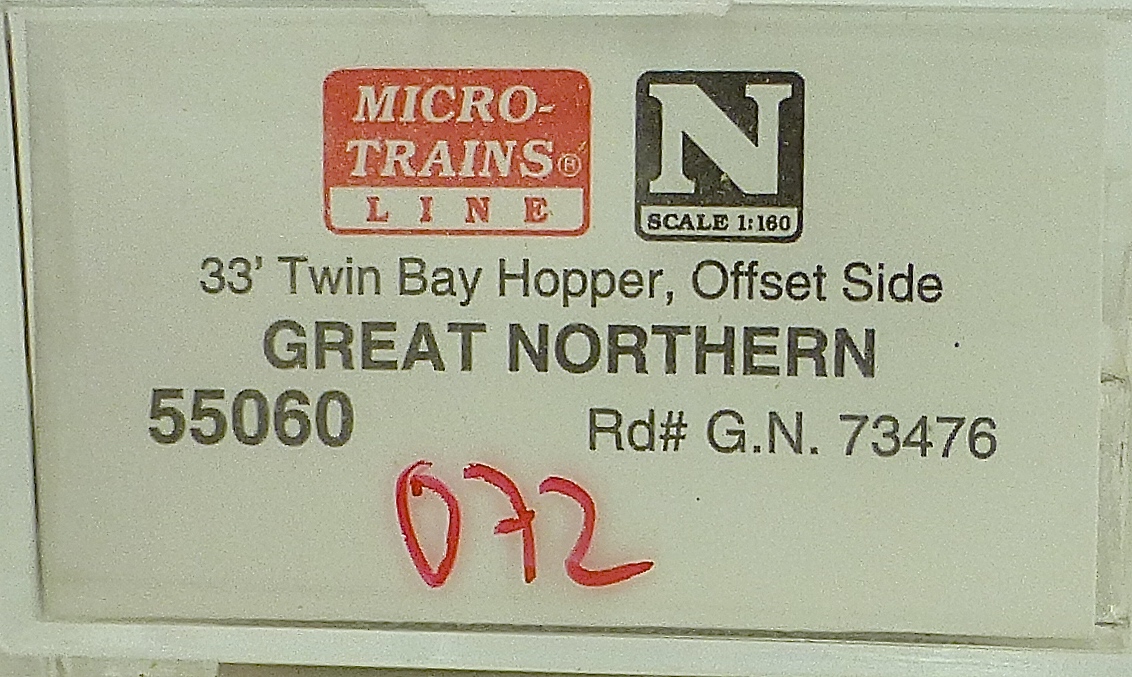 MICRO-
TRAINS®
LINE
N
SCALE 1:160
33' Twin Bay Hopper, Offset Side
GREAT NORTHERN
55060 Rd# G.N. 73476
072